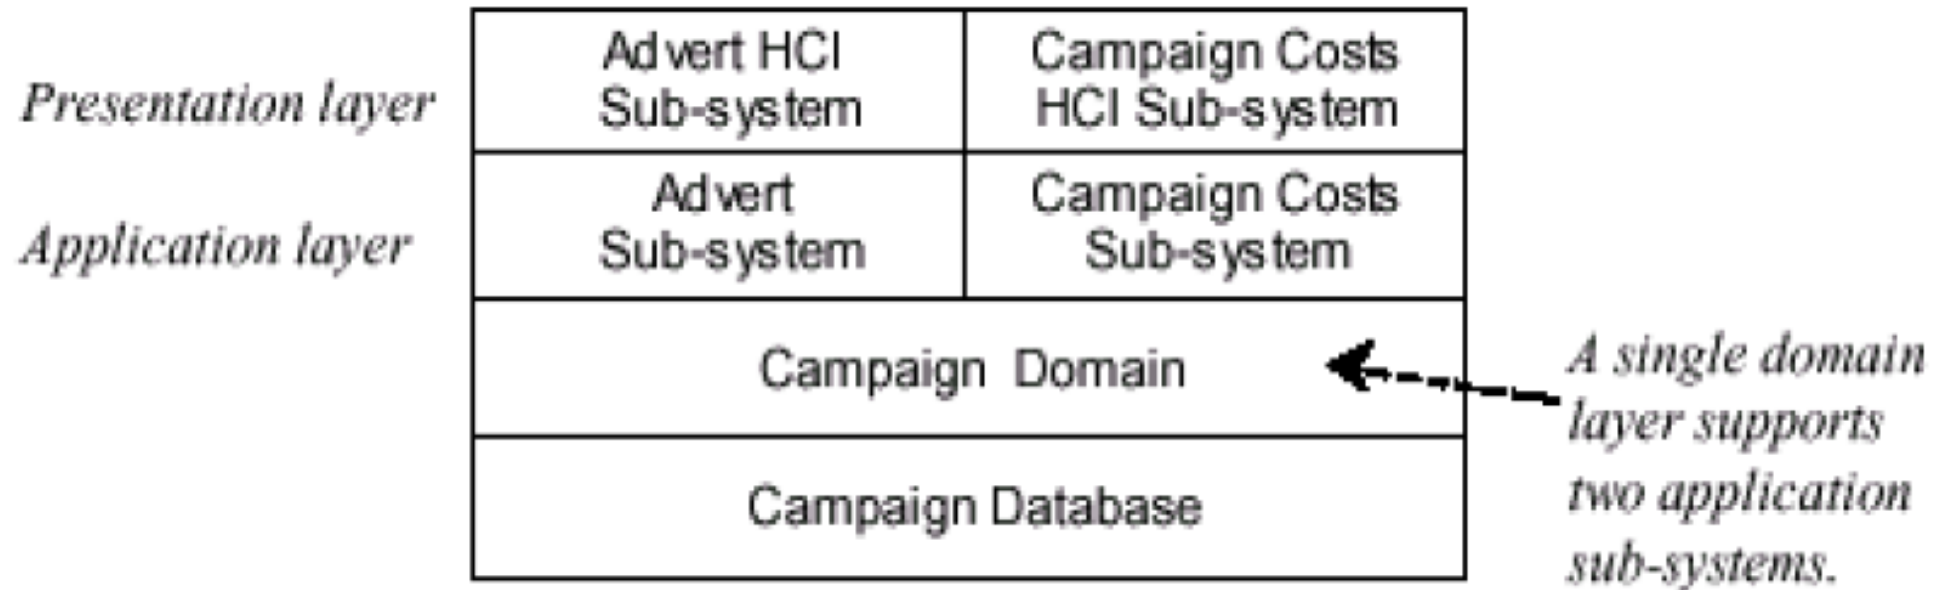 Presentation layer
Advert HCI
Sub-system
Campaign Costs
HCI Sub-system
Application layer
Advert
Sub-system
Campaign Costs
Sub-system
Campaign Domain
A single domain
layer supports
two application
sub-systems.
Campaign Database